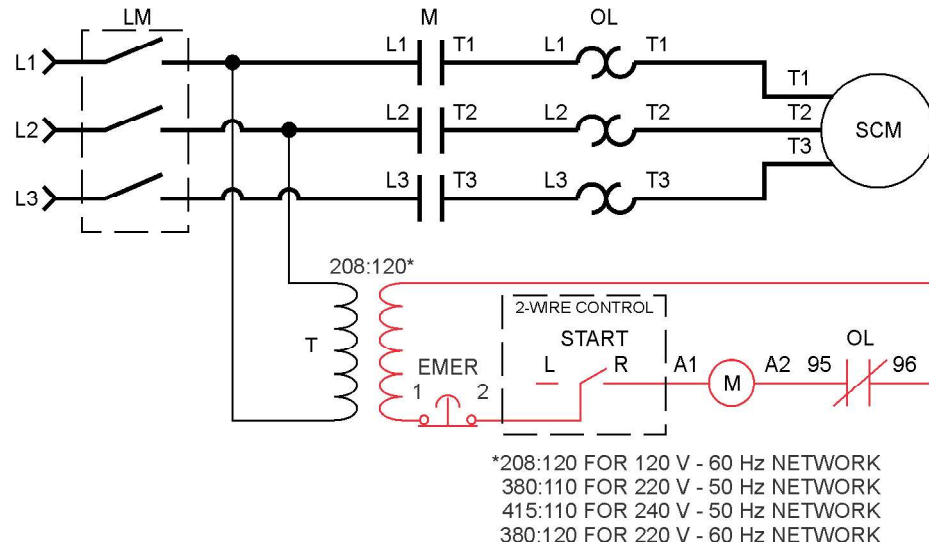 LM M OL
L1 L1 T1 L1 T1 T1
L2 L2 T2 L2 T2 T2 SCM
L3 L3 T3 L3 T3 T3
208:120*
2-WIRE CONTROL
T EMER START OL
1 2 L R A1 M A2 95 96
*208:120 FOR 120 V - 60 Hz NETWORK
380:110 FOR 220 V - 50 Hz NETWORK
415:110 FOR 240 V - 50 Hz NETWORK
380:120 FOR 220 V - 60 Hz NETWORK